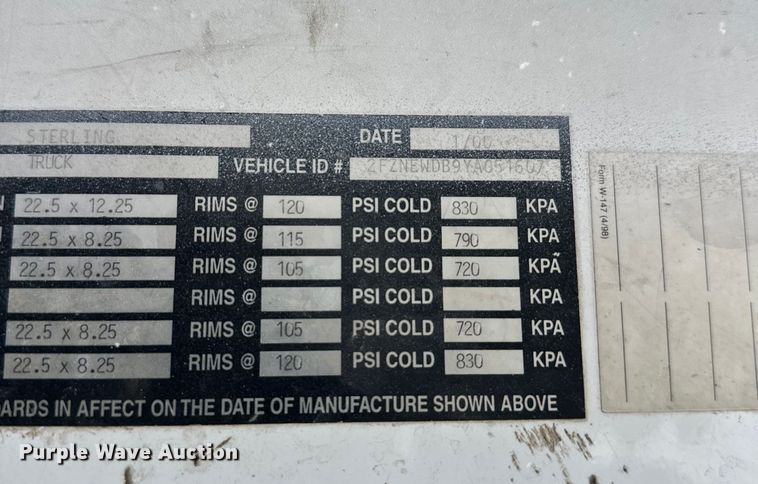 STERLING DATE 1/00
TRUCK VEHICLE ID #
22.5 x 12.25 RIMS @ 120 PSI COLD 830 KPA
22.5 x 8.25 RIMS @ 115 PSI COLD 790 KPA
22.5 x 8.25 RIMS @ 105 PSI COLD 720 KPA
RIMS @ PSI COLD KPA
22.5 x 8.25 RIMS @ 105 PSI COLD 720 KPA
22.5 x 8.25 RIMS @ 120 PSI COLD 830 KPA
ARDS IN AFFECT ON THE DATE OF MANUFACTURE SHOWN ABOVE
Form W-147 (4/98)
Purple Wave Auction